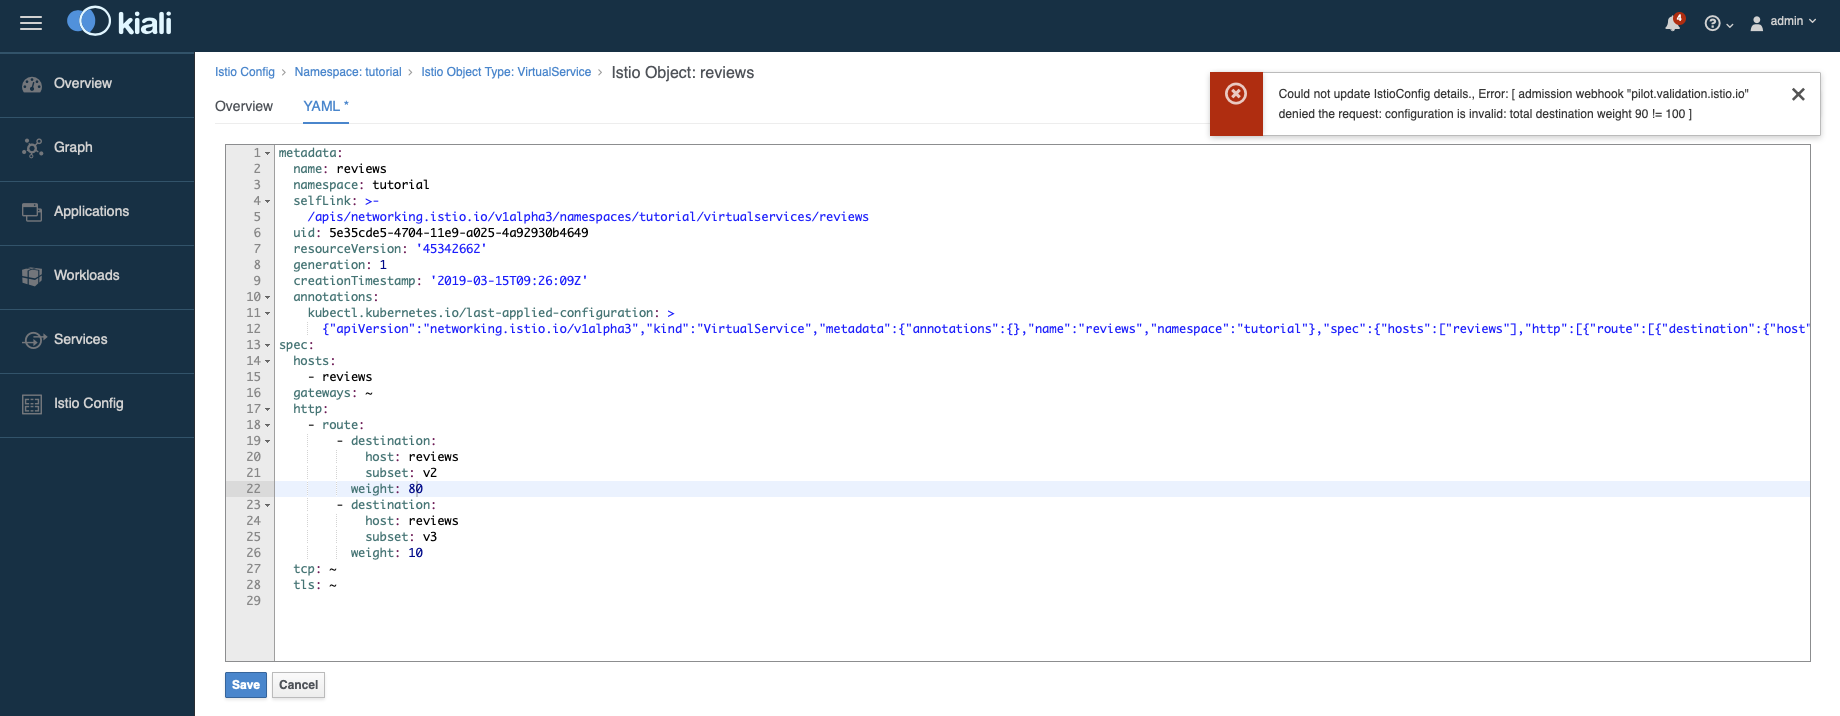 kiali
4
admin
Overview
Graph
Applications
Workloads
Services
Istio Config
Istio Config > Namespace: tutorial > Istio Object Type: VirtualService > Istio Object: reviews
Overview YAML *
Could not update IstioConfig details., Error: [ admission webhook "pilot.validation.istio.io"
denied the request: configuration is invalid: total destination weight 90 != 100 ]
1 metadata:
2 name: reviews
3 namespace: tutorial
4 selfLink: >-
5 /apis/networking.istio.io/v1alpha3/namespaces/tutorial/virtualservices/reviews
6 uid: 5e35cde5-4704-11e9-a025-4a92930b4649
7 resourceVersion: '45342662'
8 generation: 1
9 creationTimestamp: '2019-03-15T09:26:09Z'
10 annotations:
11 kubectl.kubernetes.io/last-applied-configuration: >
12 {"apiVersion":"networking.istio.io/v1alpha3","kind":"VirtualService","metadata":{"annotations":{},"name":"reviews","namespace":"tutorial"},"spec":{"hosts":["reviews"],"http":[{"route":[{"destination":{"host"
13 spec:
14 hosts:
15 - reviews
16 gateways: ~
17 http:
18 - route:
19 - destination:
20 host: reviews
21 subset: v2
22 weight: 80
23 - destination:
24 host: reviews
25 subset: v3
26 weight: 10
27 tcp: ~
28 tls: ~
29
Save Cancel